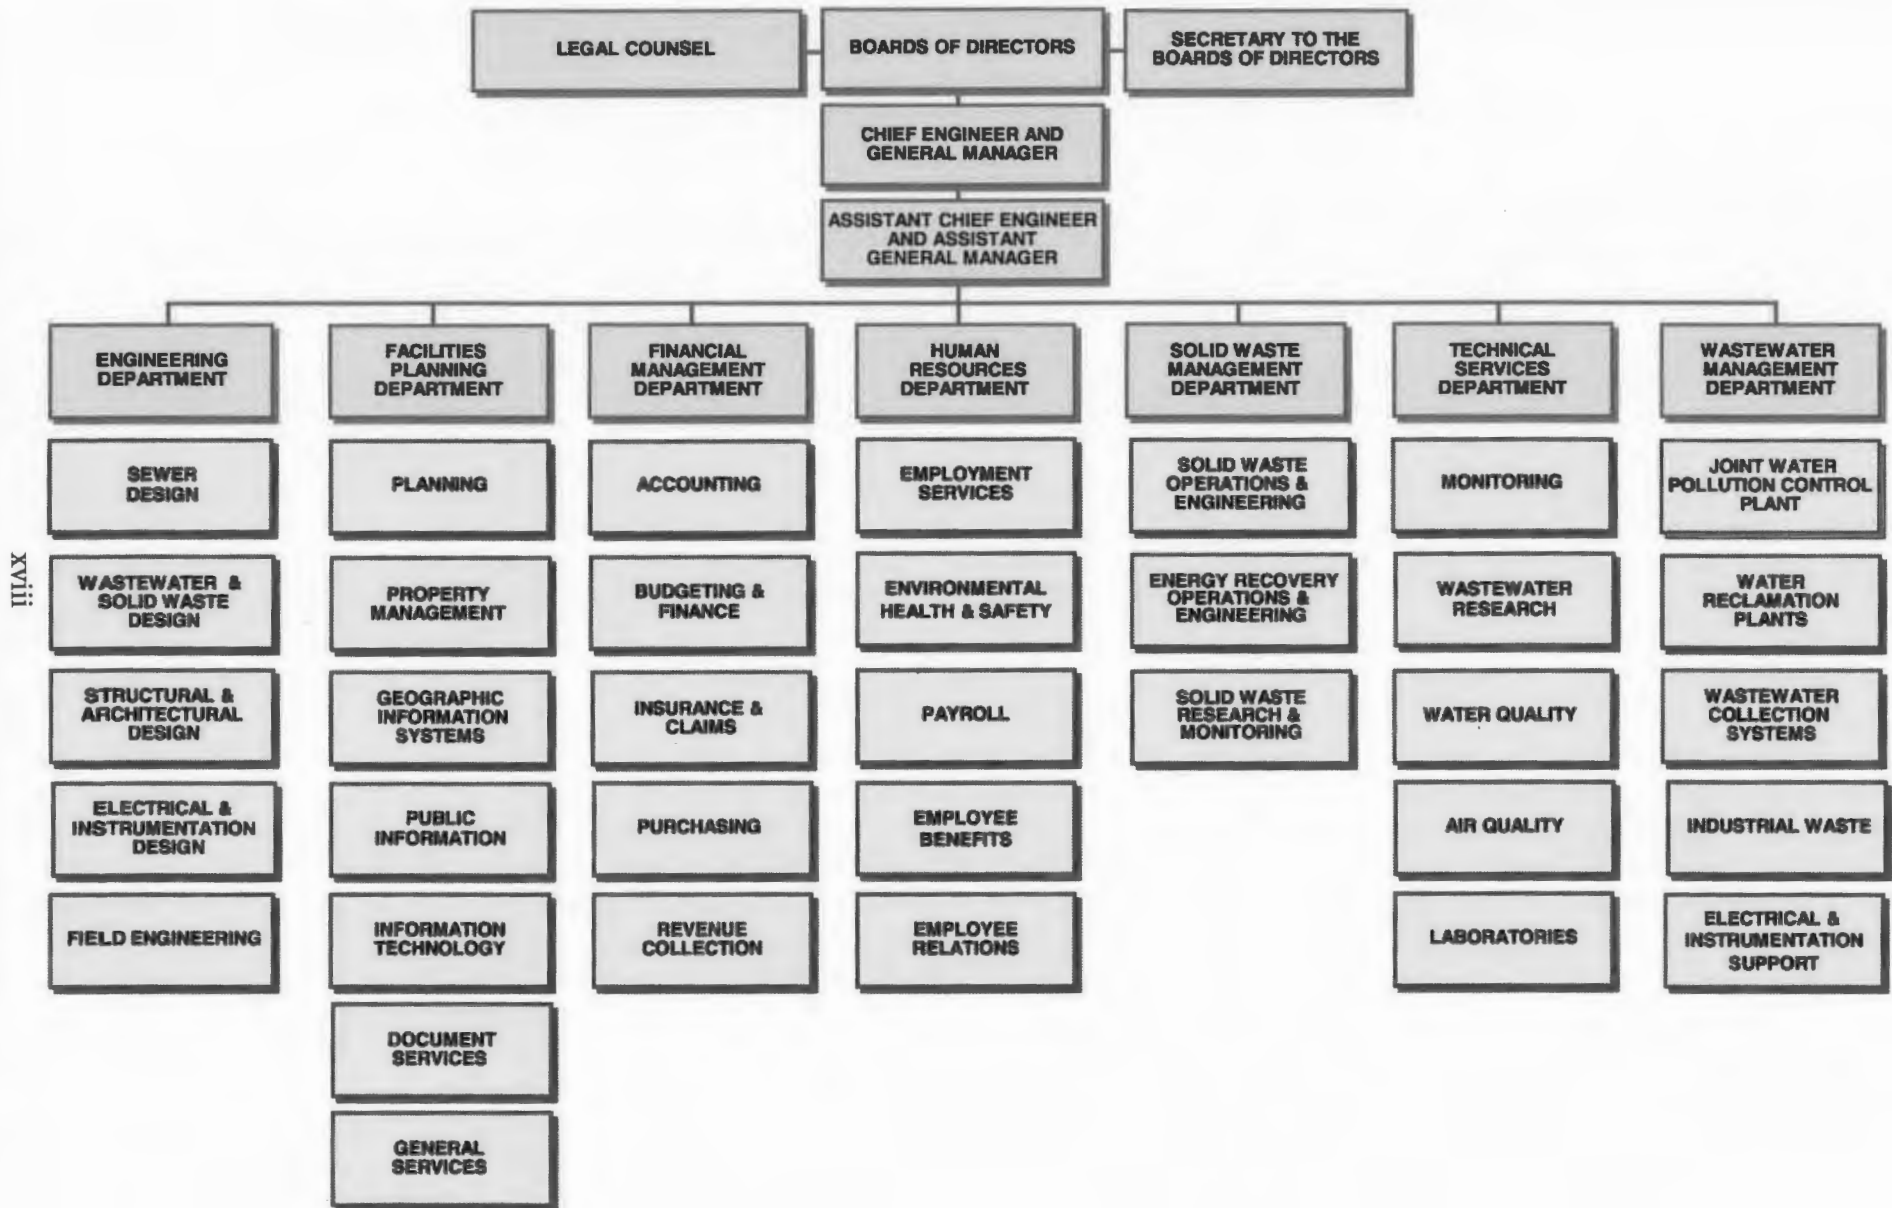 LEGAL COUNSEL
BOARDS OF DIRECTORS
SECRETARY TO THE
BOARDS OF DIRECTORS
CHIEF ENGINEER AND
GENERAL MANAGER
ASSISTANT CHIEF ENGINEER
AND ASSISTANT
GENERAL MANAGER
ENGINEERING
DEPARTMENT
SEWER
DESIGN
WASTEWATER &
SOLID WASTE
DESIGN
STRUCTURAL &
ARCHITECTURAL
DESIGN
ELECTRICAL &
INSTRUMENTATION
DESIGN
FIELD ENGINEERING
FACILITIES
PLANNING
DEPARTMENT
PLANNING
PROPERTY
MANAGEMENT
GEOGRAPHIC
INFORMATION
SYSTEMS
PUBLIC
INFORMATION
INFORMATION
TECHNOLOGY
DOCUMENT
SERVICES
GENERAL
SERVICES
FINANCIAL
MANAGEMENT
DEPARTMENT
ACCOUNTING
BUDGETING &
FINANCE
INSURANCE &
CLAIMS
PURCHASING
REVENUE
COLLECTION
HUMAN
RESOURCES
DEPARTMENT
EMPLOYMENT
SERVICES
ENVIRONMENTAL
HEALTH & SAFETY
PAYROLL
EMPLOYEE
BENEFITS
EMPLOYEE
RELATIONS
SOLID WASTE
MANAGEMENT
DEPARTMENT
SOLID WASTE
OPERATIONS &
ENGINEERING
ENERGY RECOVERY
OPERATIONS &
ENGINEERING
SOLID WASTE
RESEARCH &
MONITORING
TECHNICAL
SERVICES
DEPARTMENT
MONITORING
WASTEWATER
RESEARCH
WATER QUALITY
AIR QUALITY
LABORATORIES
WASTEWATER
MANAGEMENT
DEPARTMENT
JOINT WATER
POLLUTION CONTROL
PLANT
WATER
RECLAMATION
PLANTS
WASTEWATER
COLLECTION
SYSTEMS
INDUSTRIAL WASTE
ELECTRICAL &
INSTRUMENTATION
SUPPORT
xviii